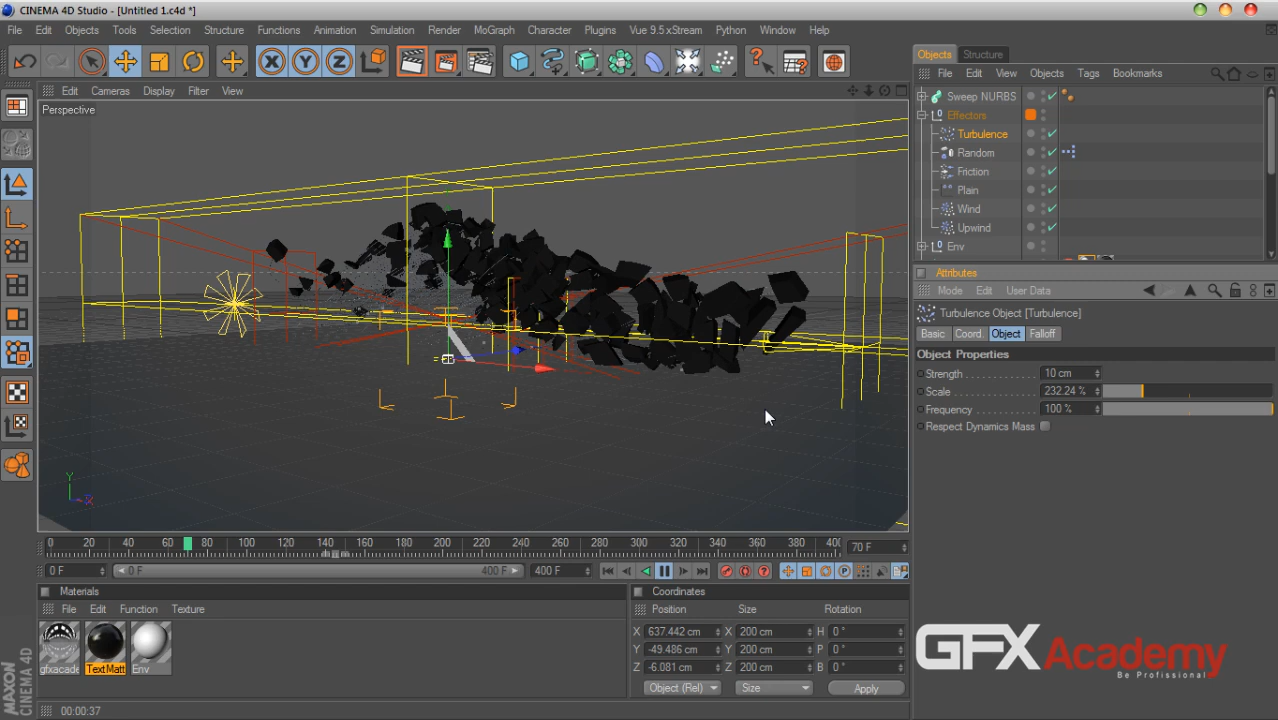 CINEMA 4D Studio - [Untitled 1.c4d *]
File Edit Objects Tools Selection Structure Functions Animation Simulation Render MoGraph Character Plugins Vue 9.5 xStream Python Window Help
Objects Structure
File Edit View Objects Tags Bookmarks
Edit Cameras Display Filter View
Perspective
Sweep NURBS
Effectors
Turbulence
Random
Friction
Plain
Wind
Upwind
Env
Attributes
Mode Edit User Data
Turbulence Object [Turbulence]
Basic Coord. Object Falloff
Object Properties
Strength 10 cm
Scale 232.24 %
Frequency 100 %
Respect Dynamics Mass
Y
X
0 20 40 60 80 100 120 140 160 180 200 220 240 260 280 300 320 340 360 380 40( 70 F
0 F 0 F 400 F 400 F
Materials
File Edit Function Texture
gfxacade TextMatt Env
Coordinates
Position Size Rotation
X 637.442 cm X 200 cm H 0 °
Y -49.486 cm Y 200 cm P 0 °
Z -6.081 cm Z 200 cm B 0 °
Object (Rel) Size Apply
GFXAcademy
Be Profissional
MAXON
CINEMA 4D
00:00:37